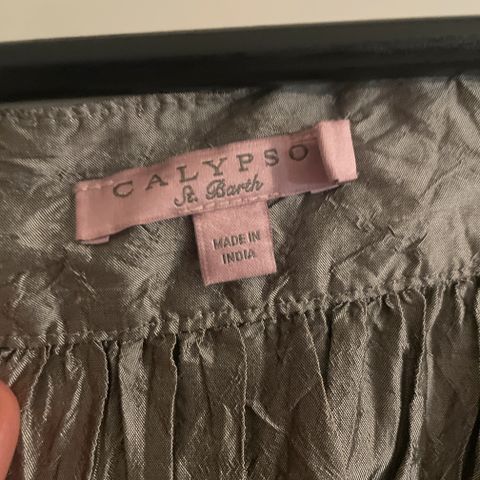 CALYPSO
St. Barth
MADE IN
INDIA